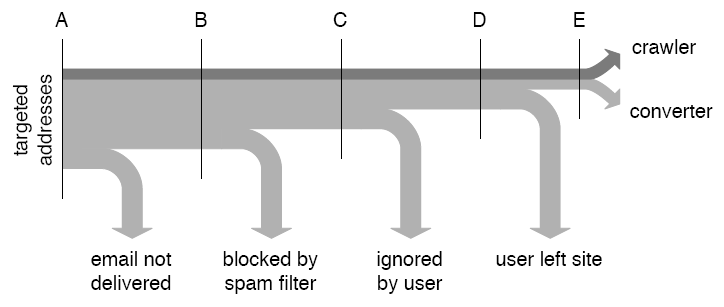 A B C D E
crawler
converter
targeted
addresses
email not
delivered
blocked by
spam filter
ignored
by user
user left site